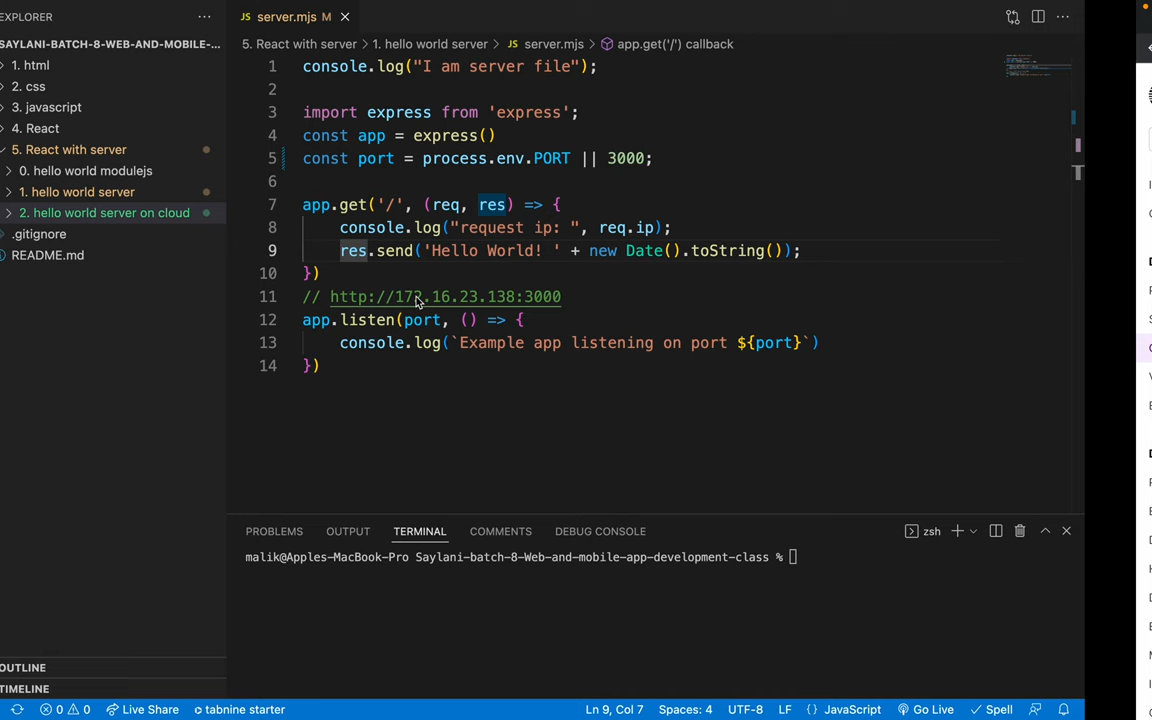 EXPLORER
SAYLANI-BATCH-8-WEB-AND-MOBILE-...
1. html
2. css
3. javascript
4. React
5. React with server
0. hello world modulejs
1. hello world server
2. hello world server on cloud
.gitignore
README.md
OUTLINE
TIMELINE
JS server.mjs M
5. React with server > 1. hello world server > JS server.mjs > app.get('/') callback
1 console.log("I am server file");
2
3 import express from 'express';
4 const app = express()
5 const port = process.env.PORT || 3000;
6
7 app.get('/', (req, res) => {
8 console.log("request ip: ", req.ip);
9 res.send('Hello World! ' + new Date().toString());
10 })
11 // http://172.16.23.138:3000
12 app.listen(port, () => {
13 console.log(`Example app listening on port ${port}`)
14 })
PROBLEMS OUTPUT TERMINAL COMMENTS DEBUG CONSOLE zsh
malik@Apples-MacBook-Pro Saylani-batch-8-Web-and-mobile-app-development-class %
0 0 Live Share tabnine starter Ln 9, Col 7 Spaces: 4 UTF-8 LF {} JavaScript Go Live Spell